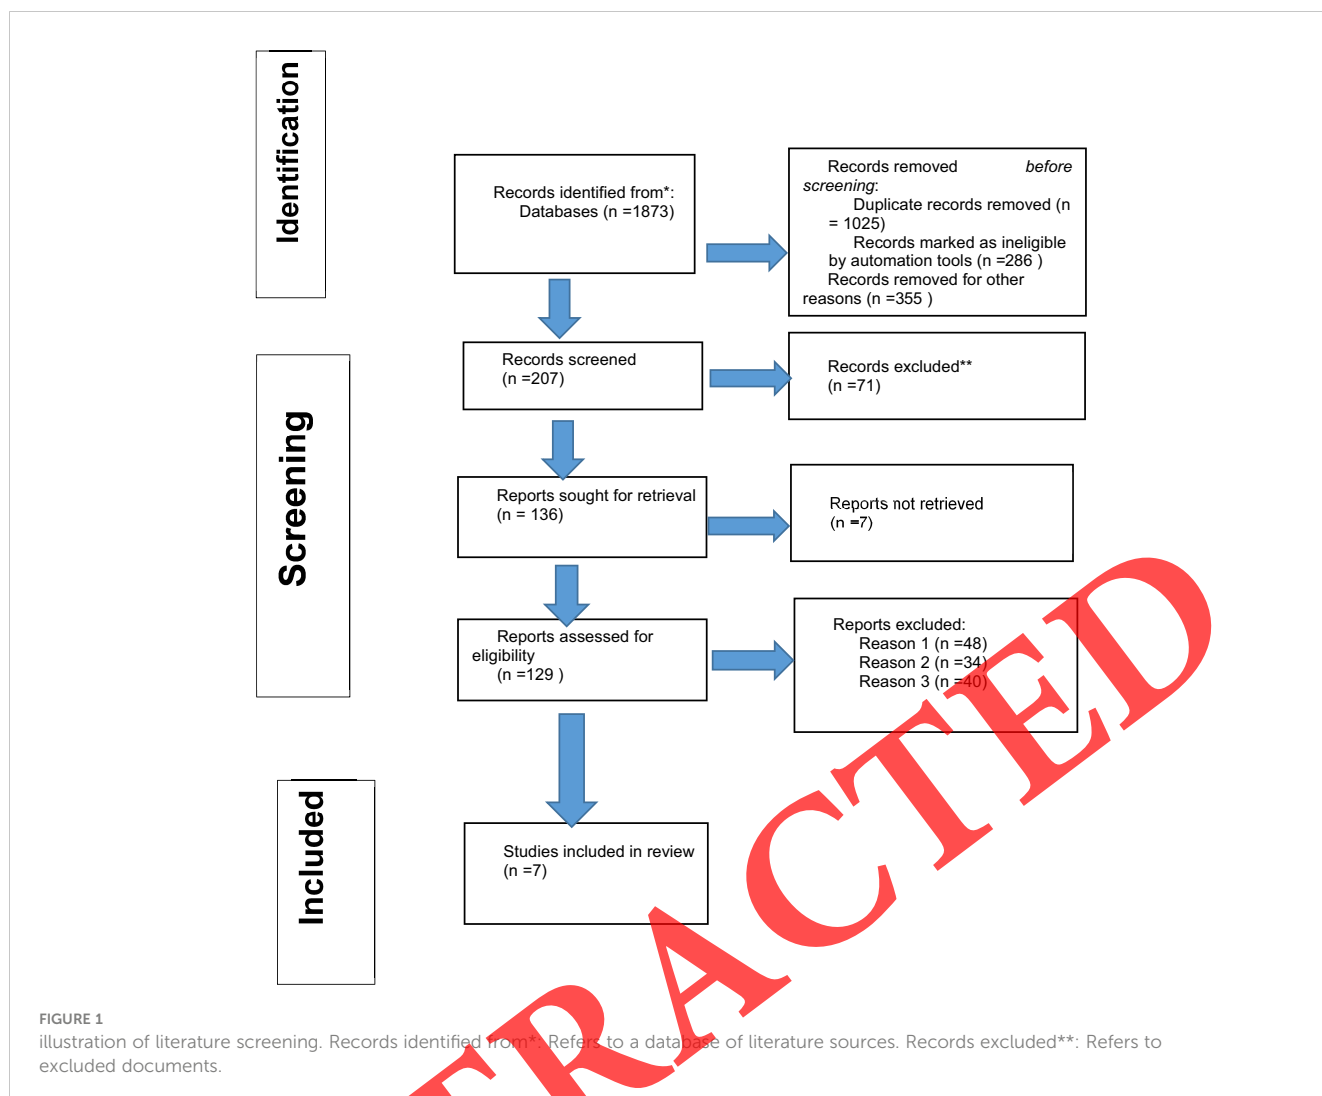 Identification
Records identified from*:
Databases (n =1873)
Records removed before
screening:
Duplicate records removed (n
= 1025)
Records marked as ineligible
by automation tools (n =286 )
Records removed for other
reasons (n =355 )
Screening
Records screened
(n =207)
Records excluded**
(n =71)
Reports sought for retrieval
(n = 136)
Reports not retrieved
(n =7)
Reports assessed for
eligibility
(n =129 )
Reports excluded:
Reason 1 (n =48)
Reason 2 (n =34)
Reason 3 (n =40)
Included
Studies included in review
(n =7)
FIGURE 1
illustration of literature screening. Records identified from*: Refers to a database of literature sources. Records excluded**: Refers to
excluded documents.
TRACTED